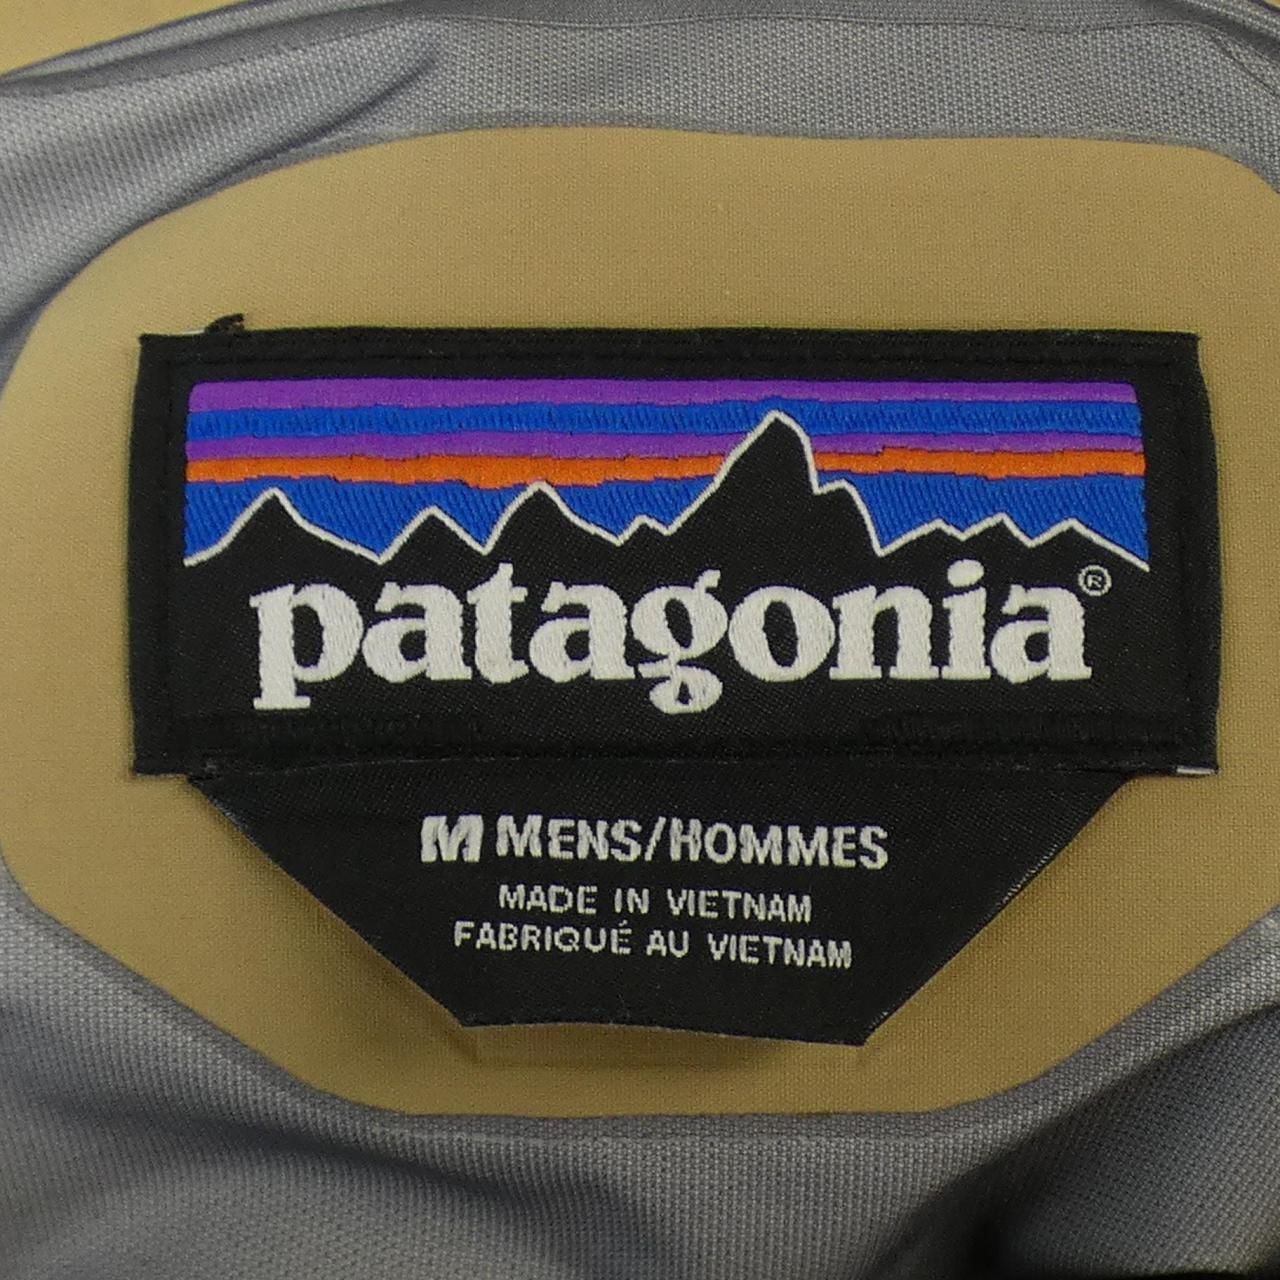 patagonia®
M MENS/HOMMES
MADE IN VIETNAM
FABRIQUÉ AU VIETNAM